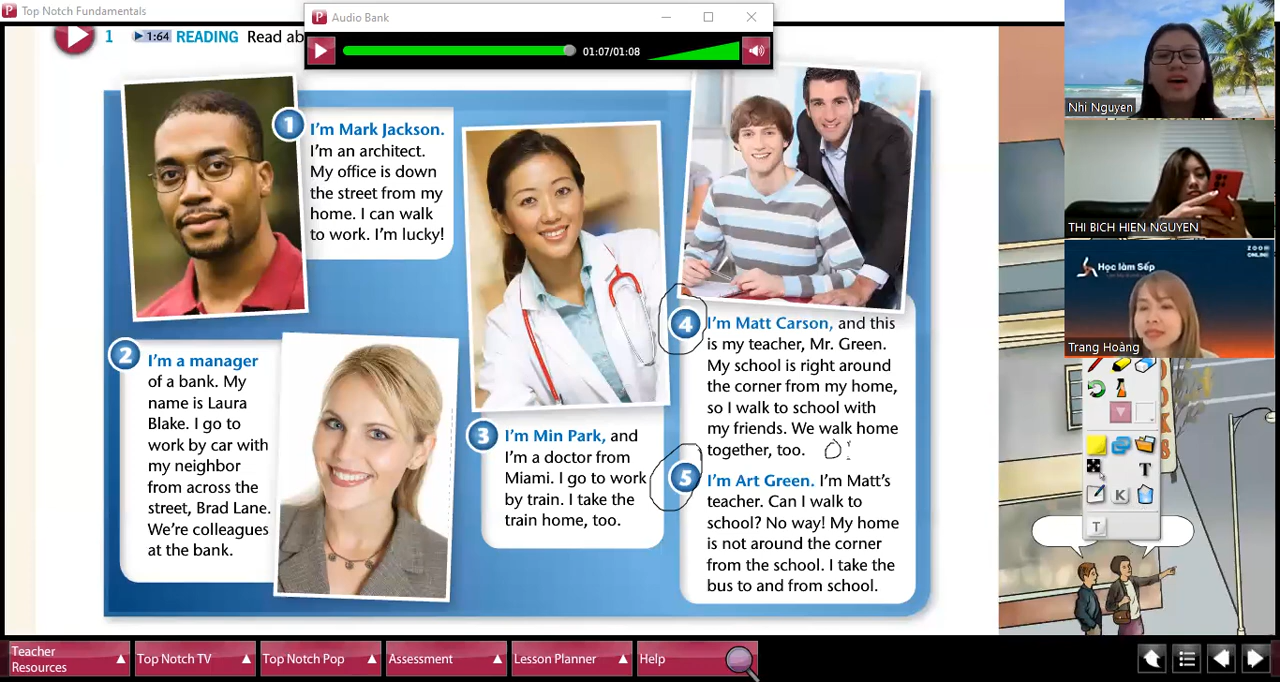 Top Notch Fundamentals
Audio Bank
01:07/01:08
1 1:64 READING Read ab
1
I'm Mark Jackson.
I'm an architect.
My office is down
the street from my
home. I can walk
to work. I'm lucky!
2
I'm a manager
of a bank. My
name is Laura
Blake. I go to
work by car with
my neighbor
from across the
street, Brad Lane.
We're colleagues
at the bank.
3
I'm Min Park, and
I'm a doctor from
Miami. I go to work
by train. I take the
train home, too.
4
I'm Matt Carson, and this
is my teacher, Mr. Green.
My school is right around
the corner from my home,
so I walk to school with
my friends. We walk home
together, too.
5
I'm Art Green. I'm Matt's
teacher. Can I walk to
school? No way! My home
is not around the corner
from the school. I take the
bus to and from school.
Nhi Nguyen
THI BICH HIEN NGUYEN
ZOOM
ONLINE
Học làm Sếp
Trang Hoàng
T
K
T
Teacher
Resources
Top Notch TV
Top Notch Pop
Assessment
Lesson Planner
Help